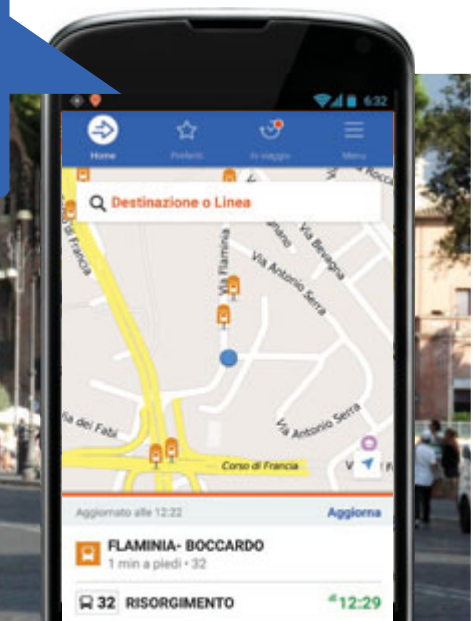 6:32
Home Preferiti In viaggio Menu
Destinazione o Linea
di Francia
Via Flaminia
Via Bevagna
Via Antonio Serra
Via dei Fabi
Via Antonio Serra
Corso di Francia
Aggiornato alle 12:22 Aggiorna
FLAMINIA- BOCCARDO
1 min a piedi • 32
32 RISORGIMENTO 12:29